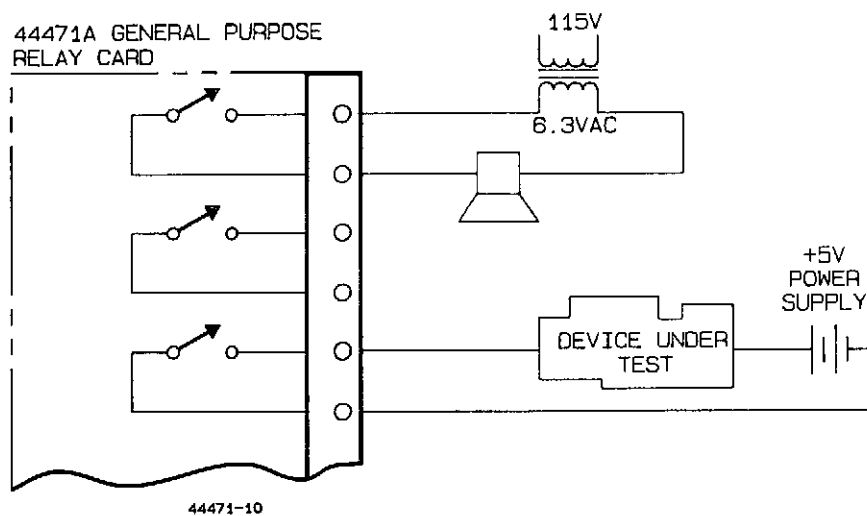 44471A GENERAL PURPOSE
RELAY CARD
115V
6.3VAC
+5V
POWER
SUPPLY
DEVICE UNDER
TEST
44471-10